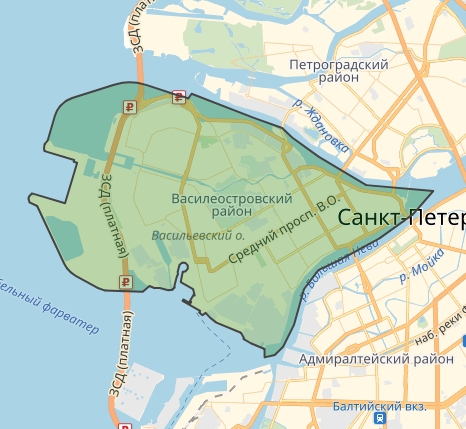 ЗСД (платная)
Петроградский
район
р. Ждановка
₽
₽
ЗСД (платная)
Василеостровский
район
Средний просп. В.О.
Санкт-Петер
Васильевский о.
р. Большая Нева
р. Мойка
₽
ельный фарватер
ЗСД (платная)
наб. реки Ф
Адмиралтейский район
Балтийский вкз.
₽